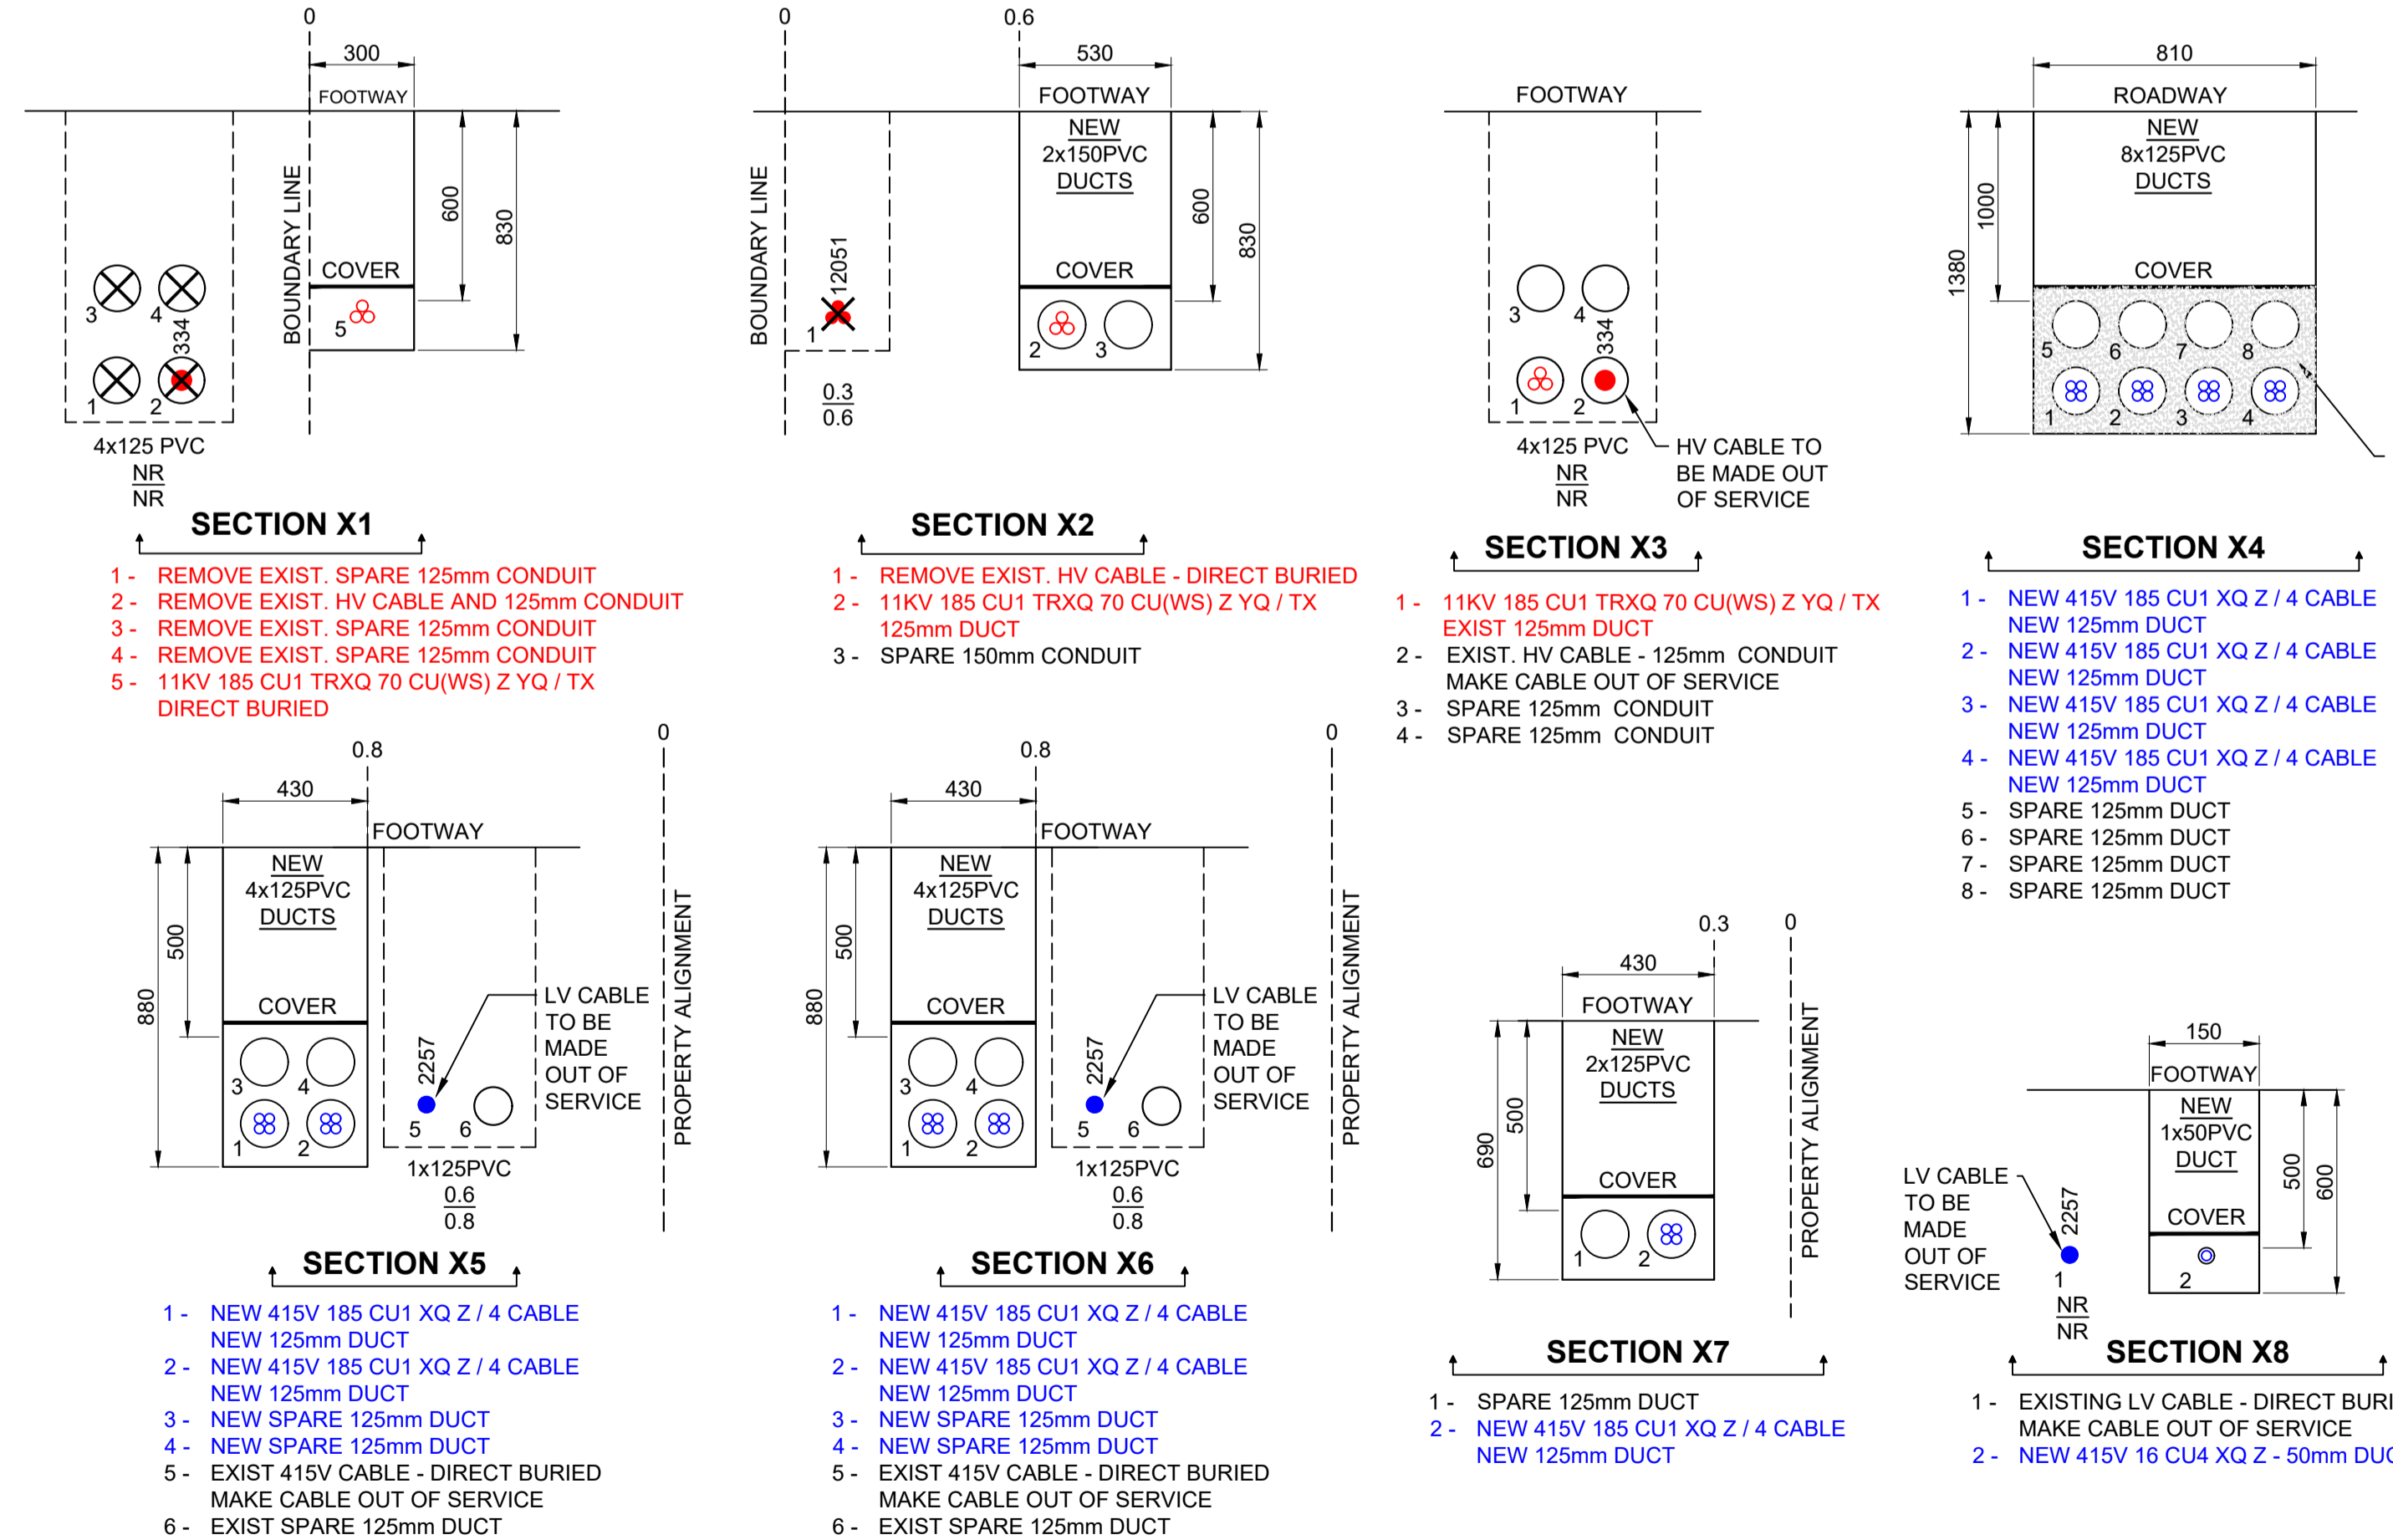 0
300
FOOTWAY
BOUNDARY LINE
600
830
COVER
3
4
334
5
1
2
4x125 PVC
NR
NR
SECTION X1
1 - REMOVE EXIST. SPARE 125mm CONDUIT
2 - REMOVE EXIST. HV CABLE AND 125mm CONDUIT
3 - REMOVE EXIST. SPARE 125mm CONDUIT
4 - REMOVE EXIST. SPARE 125mm CONDUIT
5 - 11KV 185 CU1 TRXQ 70 CU(WS) Z YQ / TX
DIRECT BURIED
0
0.6
530
FOOTWAY
NEW
2x150PVC
DUCTS
BOUNDARY LINE
600
830
12051
COVER
1
2
3
0.3
0.6
SECTION X2
1 - REMOVE EXIST. HV CABLE - DIRECT BURIED
2 - 11KV 185 CU1 TRXQ 70 CU(WS) Z YQ / TX
125mm DUCT
3 - SPARE 150mm CONDUIT
FOOTWAY
3
4
334
1
2
4x125 PVC
NR
NR
HV CABLE TO
BE MADE OUT
OF SERVICE
SECTION X3
1 - 11KV 185 CU1 TRXQ 70 CU(WS) Z YQ / TX
EXIST 125mm DUCT
2 - EXIST. HV CABLE - 125mm CONDUIT
MAKE CABLE OUT OF SERVICE
3 - SPARE 125mm CONDUIT
4 - SPARE 125mm CONDUIT
810
ROADWAY
NEW
8x125PVC
DUCTS
1000
1380
COVER
5
6
7
8
1
2
3
4
SECTION X4
1 - NEW 415V 185 CU1 XQ Z / 4 CABLE
NEW 125mm DUCT
2 - NEW 415V 185 CU1 XQ Z / 4 CABLE
NEW 125mm DUCT
3 - NEW 415V 185 CU1 XQ Z / 4 CABLE
NEW 125mm DUCT
4 - NEW 415V 185 CU1 XQ Z / 4 CABLE
NEW 125mm DUCT
5 - SPARE 125mm DUCT
6 - SPARE 125mm DUCT
7 - SPARE 125mm DUCT
8 - SPARE 125mm DUCT
0
0.8
430
FOOTWAY
NEW
4x125PVC
DUCTS
500
880
COVER
PROPERTY ALIGNMENT
LV CABLE
TO BE
MADE
OUT OF
SERVICE
2257
3
4
1
2
5
6
1x125PVC
0.6
0.8
SECTION X5
1 - NEW 415V 185 CU1 XQ Z / 4 CABLE
NEW 125mm DUCT
2 - NEW 415V 185 CU1 XQ Z / 4 CABLE
NEW 125mm DUCT
3 - NEW SPARE 125mm DUCT
4 - NEW SPARE 125mm DUCT
5 - EXIST 415V CABLE - DIRECT BURIED
MAKE CABLE OUT OF SERVICE
6 - EXIST SPARE 125mm DUCT
0
0.8
430
FOOTWAY
NEW
4x125PVC
DUCTS
500
880
COVER
PROPERTY ALIGNMENT
LV CABLE
TO BE
MADE
OUT OF
SERVICE
2257
3
4
1
2
5
6
1x125PVC
0.6
0.8
SECTION X6
1 - NEW 415V 185 CU1 XQ Z / 4 CABLE
NEW 125mm DUCT
2 - NEW 415V 185 CU1 XQ Z / 4 CABLE
NEW 125mm DUCT
3 - NEW SPARE 125mm DUCT
4 - NEW SPARE 125mm DUCT
5 - EXIST 415V CABLE - DIRECT BURIED
MAKE CABLE OUT OF SERVICE
6 - EXIST SPARE 125mm DUCT
0.3
0
430
FOOTWAY
NEW
2x125PVC
DUCTS
500
690
COVER
PROPERTY ALIGNMENT
1
2
SECTION X7
1 - SPARE 125mm DUCT
2 - NEW 415V 185 CU1 XQ Z / 4 CABLE
NEW 125mm DUCT
150
FOOTWAY
NEW
1x50PVC
DUCT
500
600
COVER
LV CABLE
TO BE
MADE
OUT OF
SERVICE
2257
1
2
NR
NR
SECTION X8
1 - EXISTING LV CABLE - DIRECT BURI
MAKE CABLE OUT OF SERVICE
2 - NEW 415V 16 CU4 XQ Z - 50mm DUC